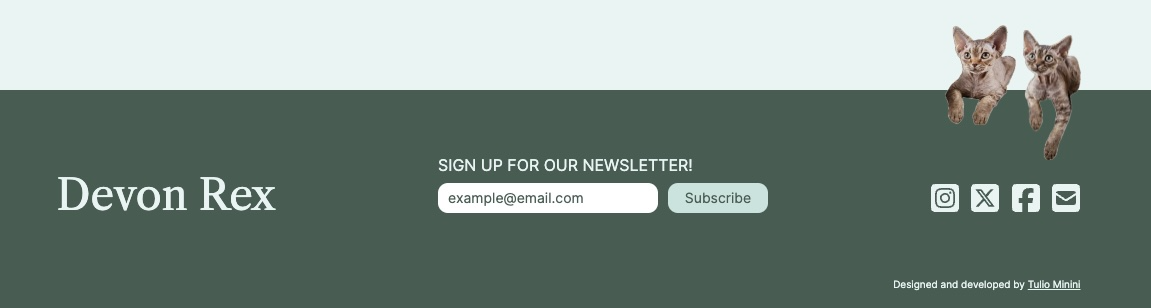 Devon Rex
SIGN UP FOR OUR NEWSLETTER!
example@email.com
Subscribe
Designed and developed by Tulio Minini